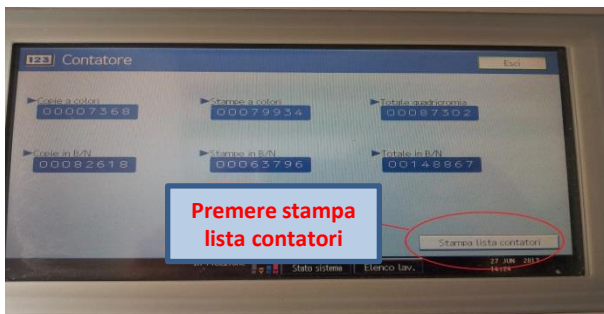 123 Contatore
Esci
Copie a colori
Stampe a colori
Totale quadricromia
00007368
00079934
00087302
Copie in B/N
Stampe in B/N
Totale in B/N
00082618
00063796
00148867
Premere stampa
lista contatori
Stampa lista contatori
Stato sistema
Elenco lav.
27 JUN 2017